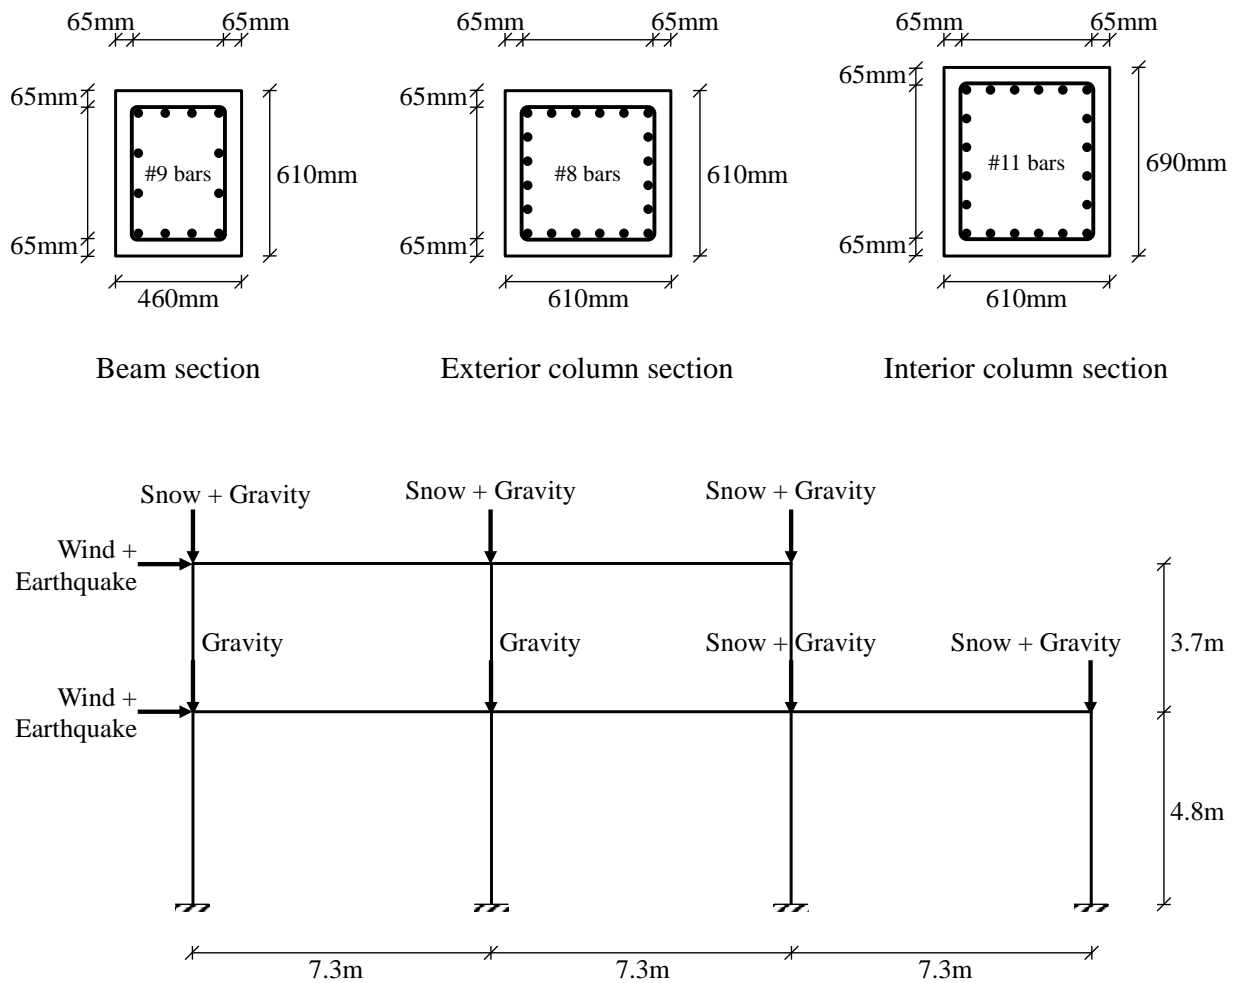 65mm 65mm
65mm
#9 bars
610mm
65mm
460mm
Beam section
65mm 65mm
65mm
#8 bars
610mm
65mm
610mm
Exterior column section
65mm 65mm
65mm
#11 bars
690mm
65mm
610mm
Interior column section
Snow + Gravity
Snow + Gravity
Snow + Gravity
Wind +
Earthquake
Gravity
Gravity
Snow + Gravity
Snow + Gravity
3.7m
Wind +
Earthquake
4.8m
7.3m
7.3m
7.3m